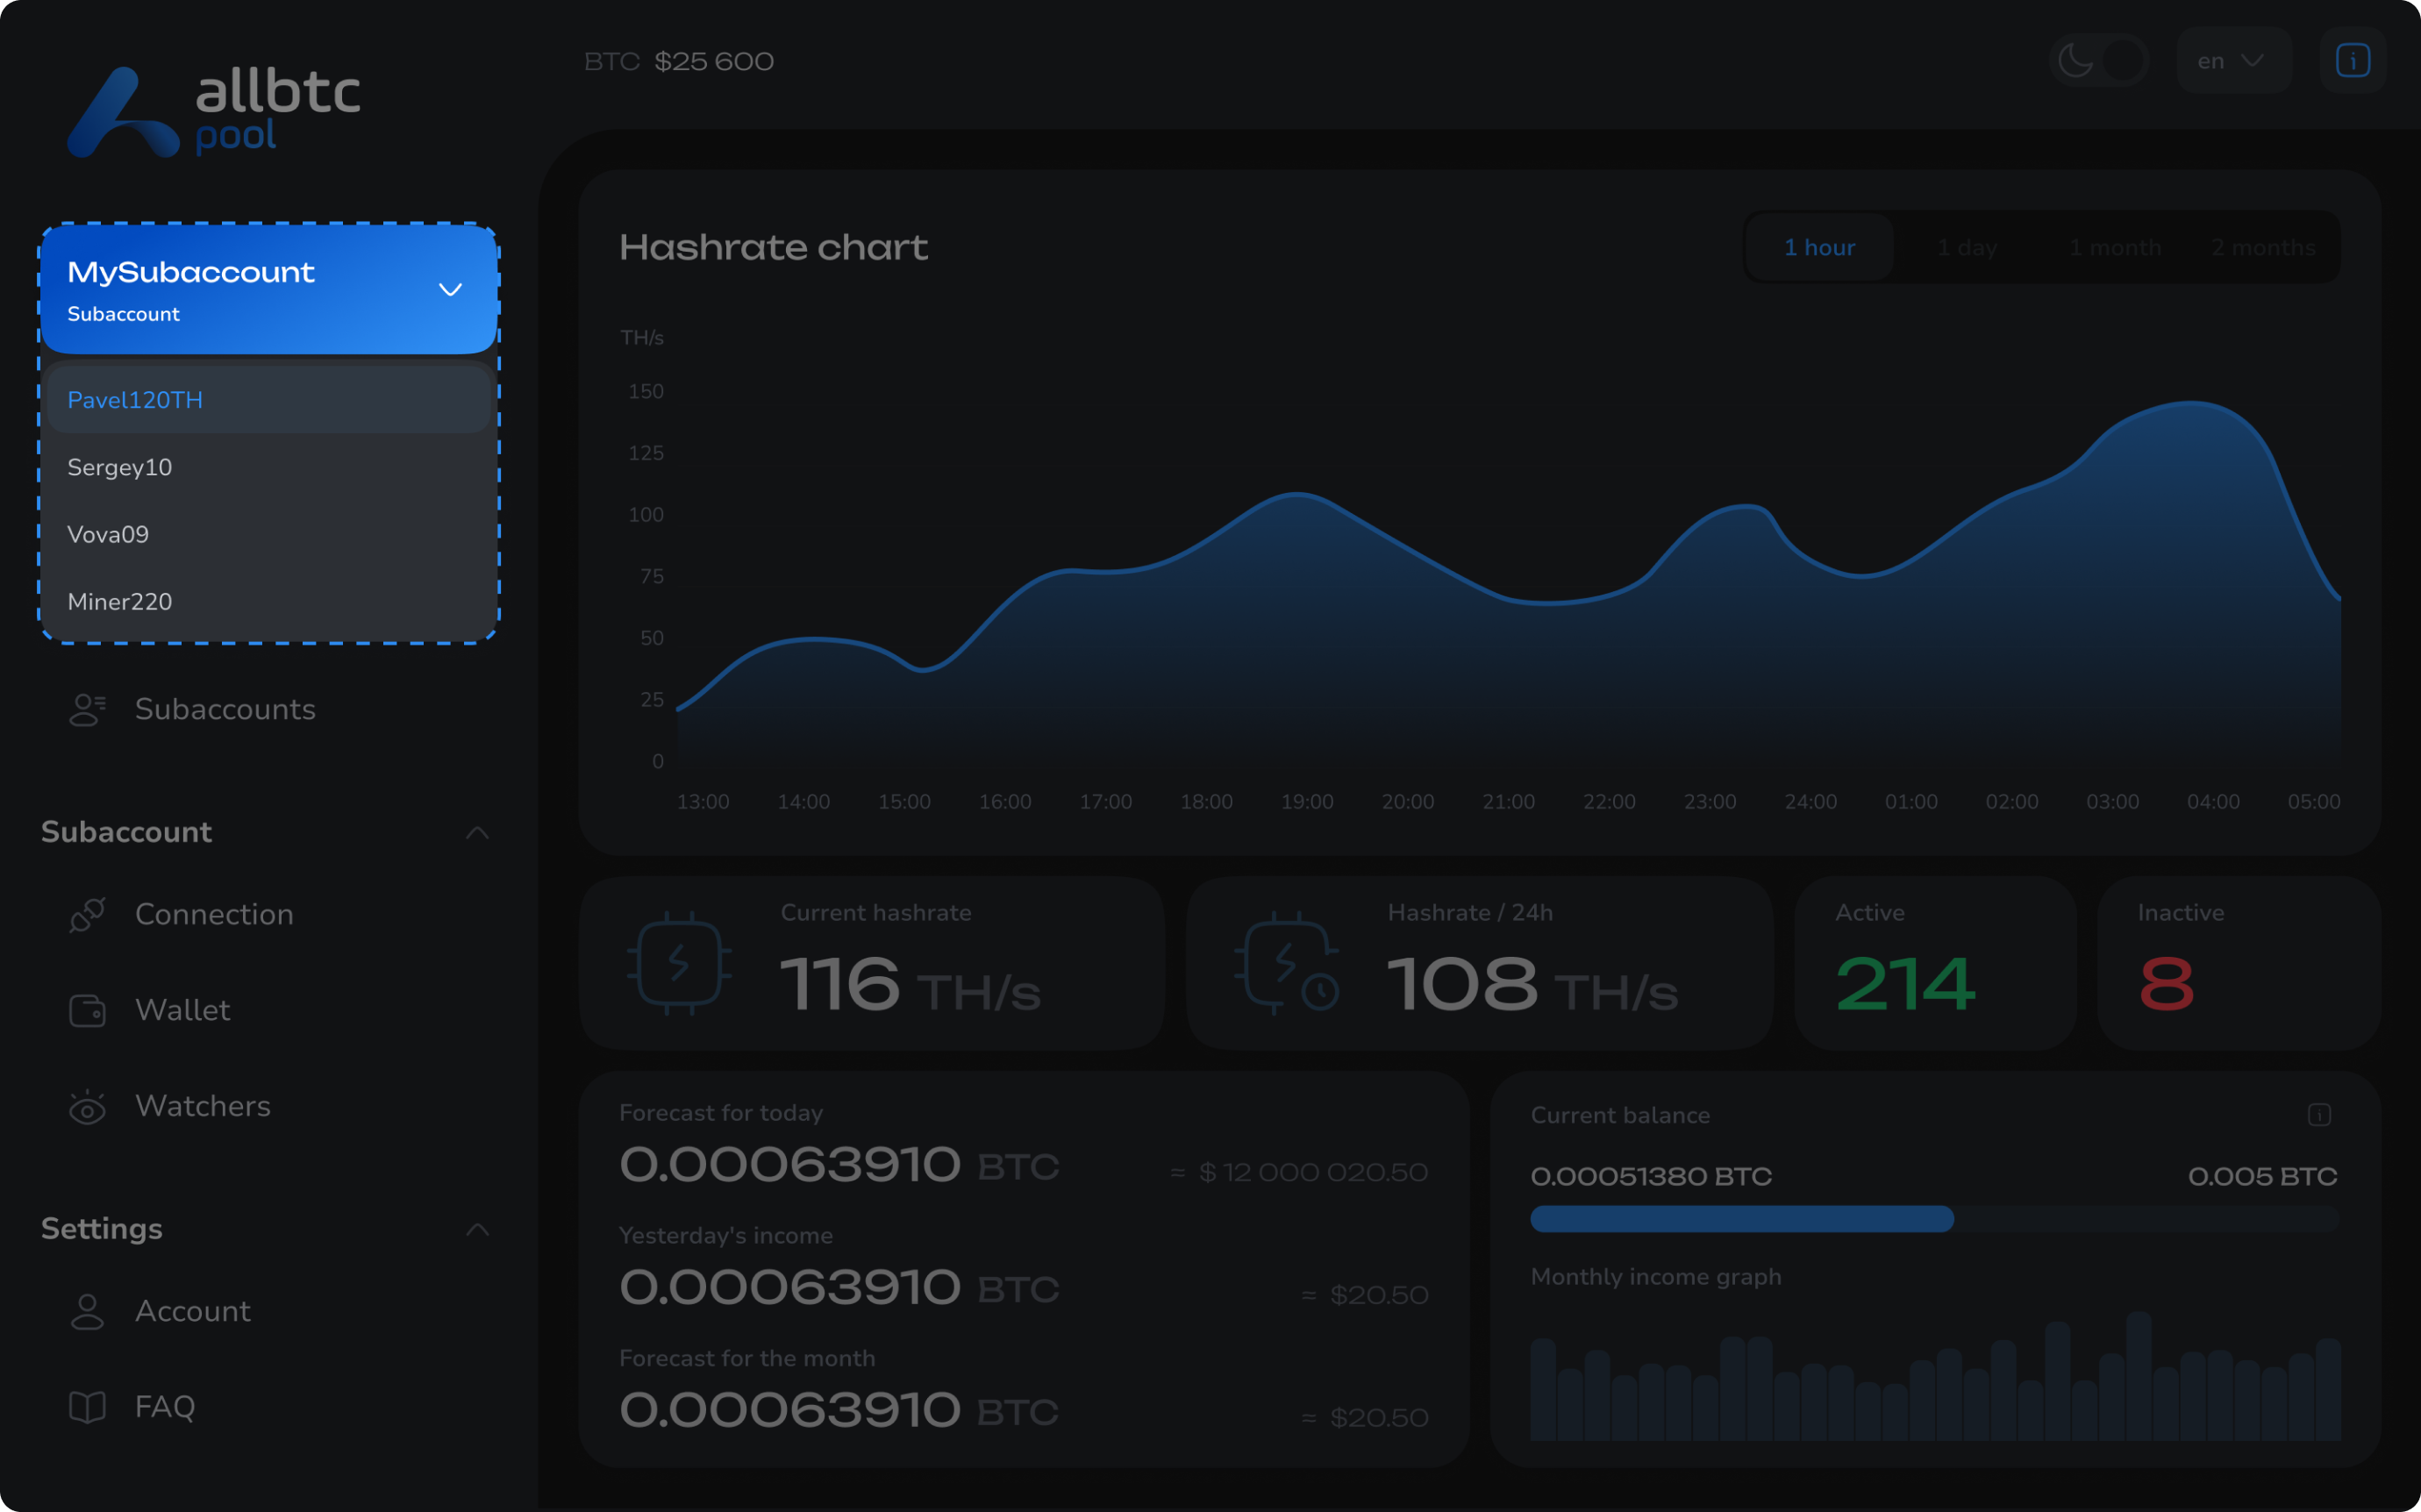 allbtc
pool
BTC $25 600
en
MySubaccount
Subaccount
Pavel120TH
Sergey10
Vova09
Miner220
Subaccounts
Subaccount
Connection
Wallet
Watchers
Settings
Account
FAQ
Hashrate chart
1 hour 1 day 1 month 2 months
TH/s
150
125
100
75
50
25
0
13:00 14:00 15:00 16:00 17:00 18:00 19:00 20:00 21:00 22:00 23:00 24:00 01:00 02:00 03:00 04:00 05:00
Current hashrate
116 TH/s
Hashrate / 24h
108 TH/s
Active
214
Inactive
8
Forecast for today
0.00063910 BTC ≈ $ 12 000 020.50
Yesterday's income
0.00063910 BTC ≈ $20.50
Forecast for the month
0.00063910 BTC ≈ $20.50
Current balance
0.00051380 BTC 0.005 BTC
Monthly income graph